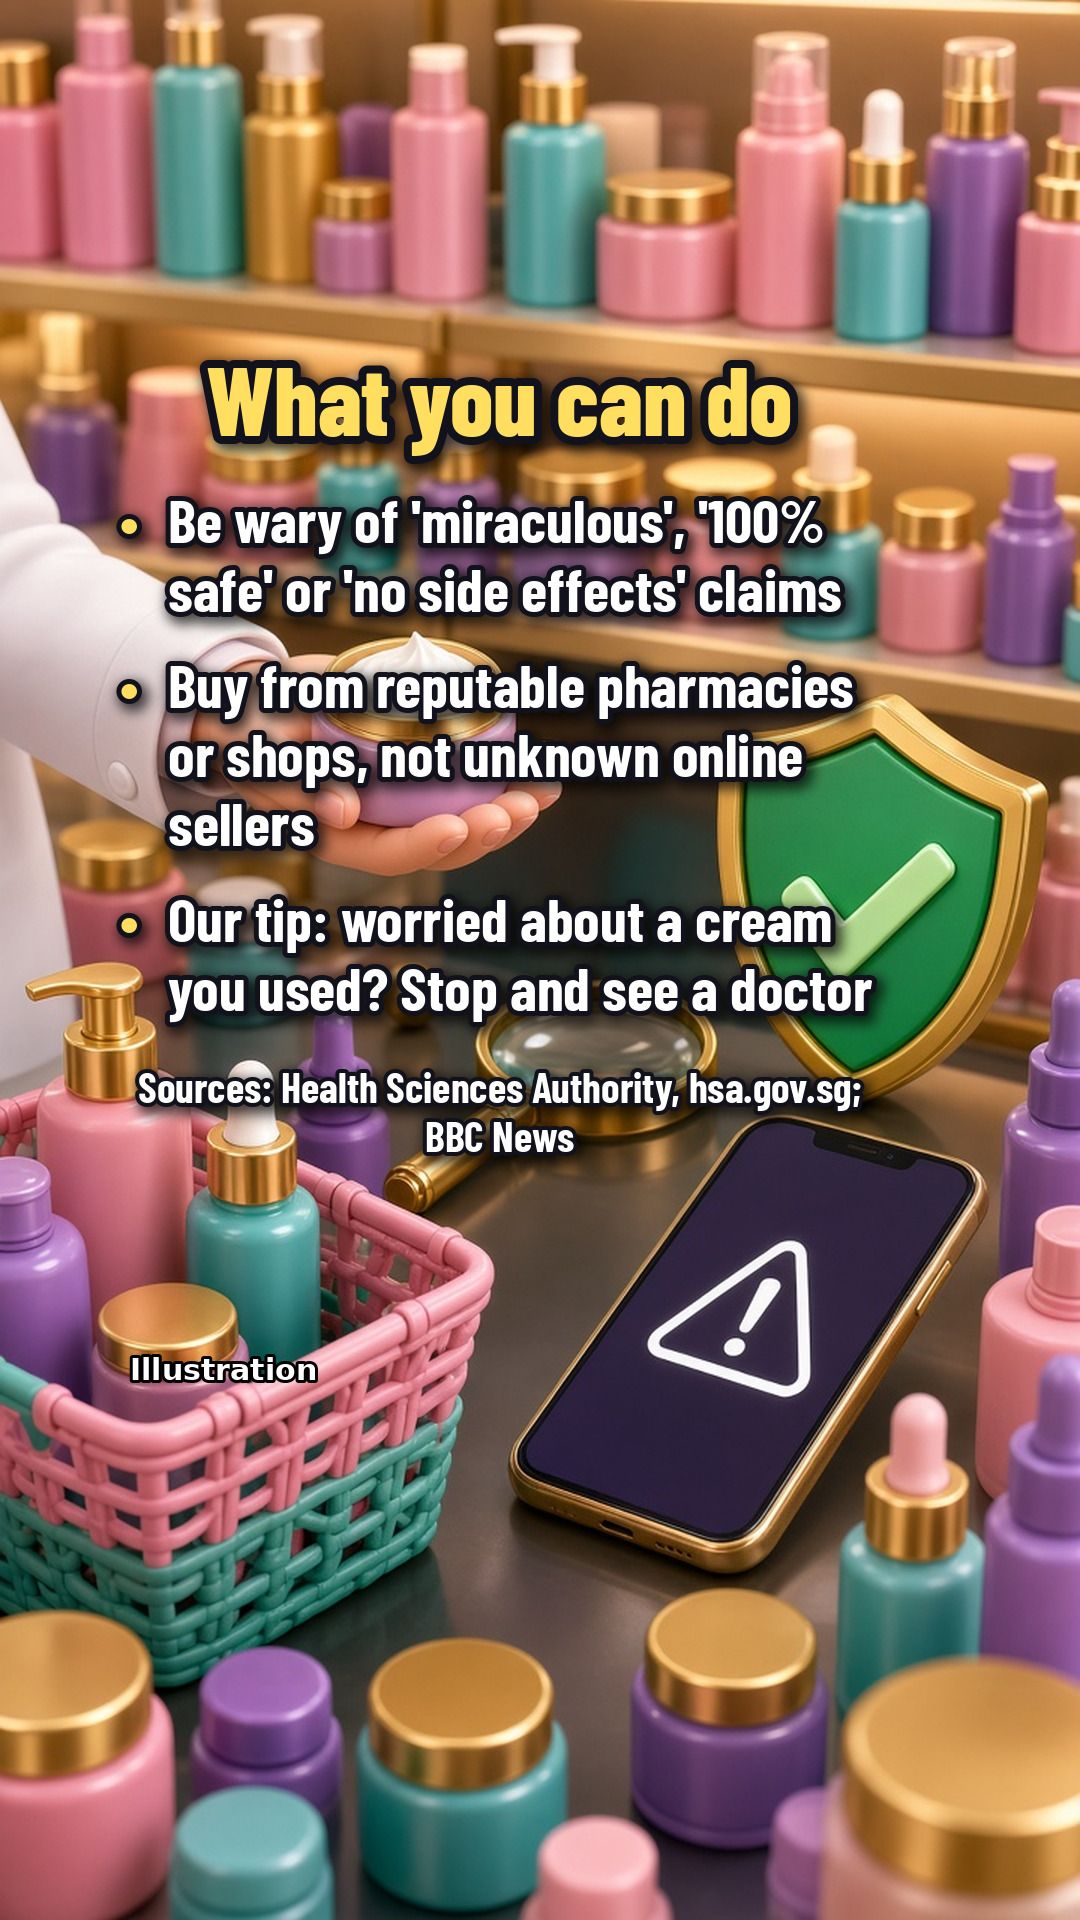 What you can do
• Be wary of 'miraculous', '100%
safe' or 'no side effects' claims
• Buy from reputable pharmacies
or shops, not unknown online
sellers
• Our tip: worried about a cream
you used? Stop and see a doctor
Sources: Health Sciences Authority, hsa.gov.sg;
BBC News
Illustration